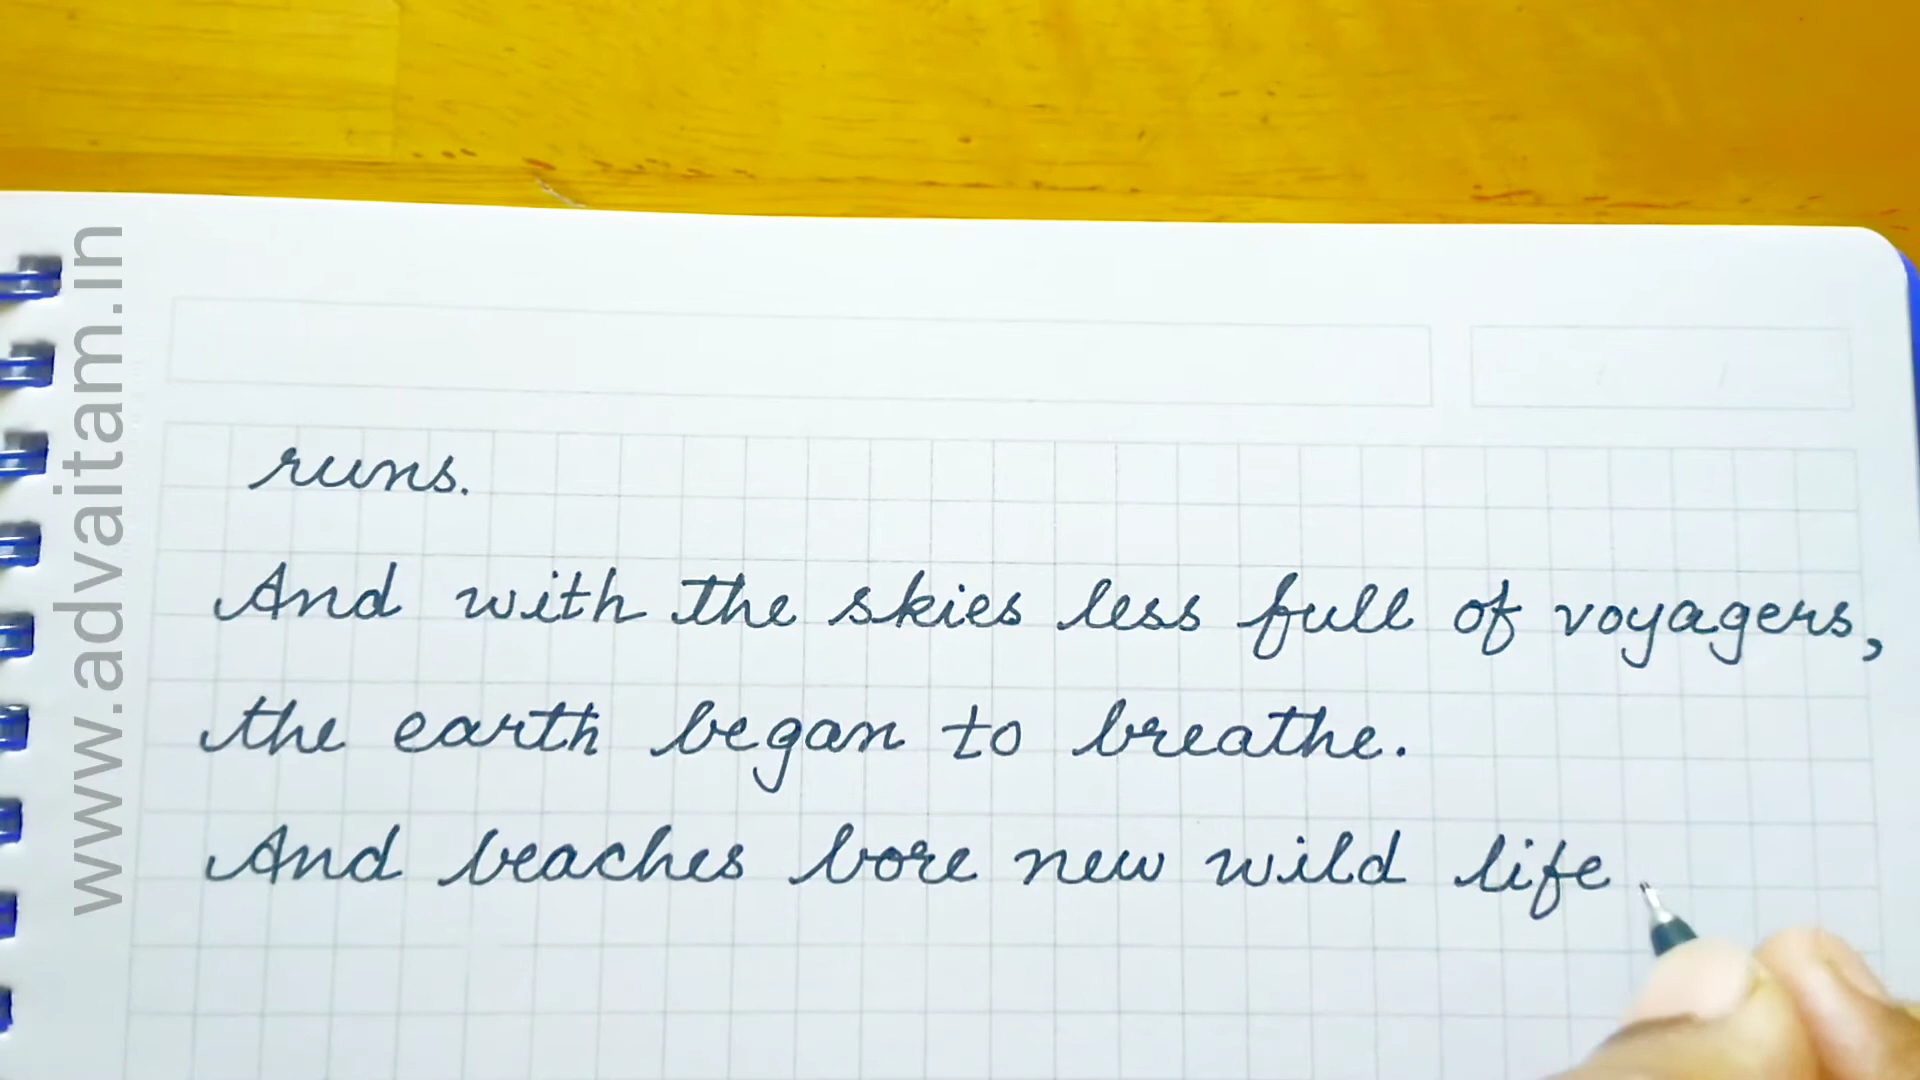 www.advaitam.in
runs.
And with the skies less full of voyagers,
the earth began to breathe.
And beaches bore new wild life